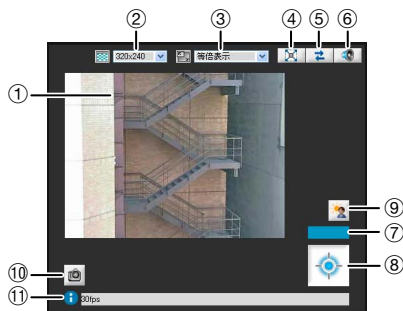 ② ③ ④ ⑤ ⑥
320x240 等倍表示
①
⑨
⑦
⑩ ⑧
⑪ 30fps